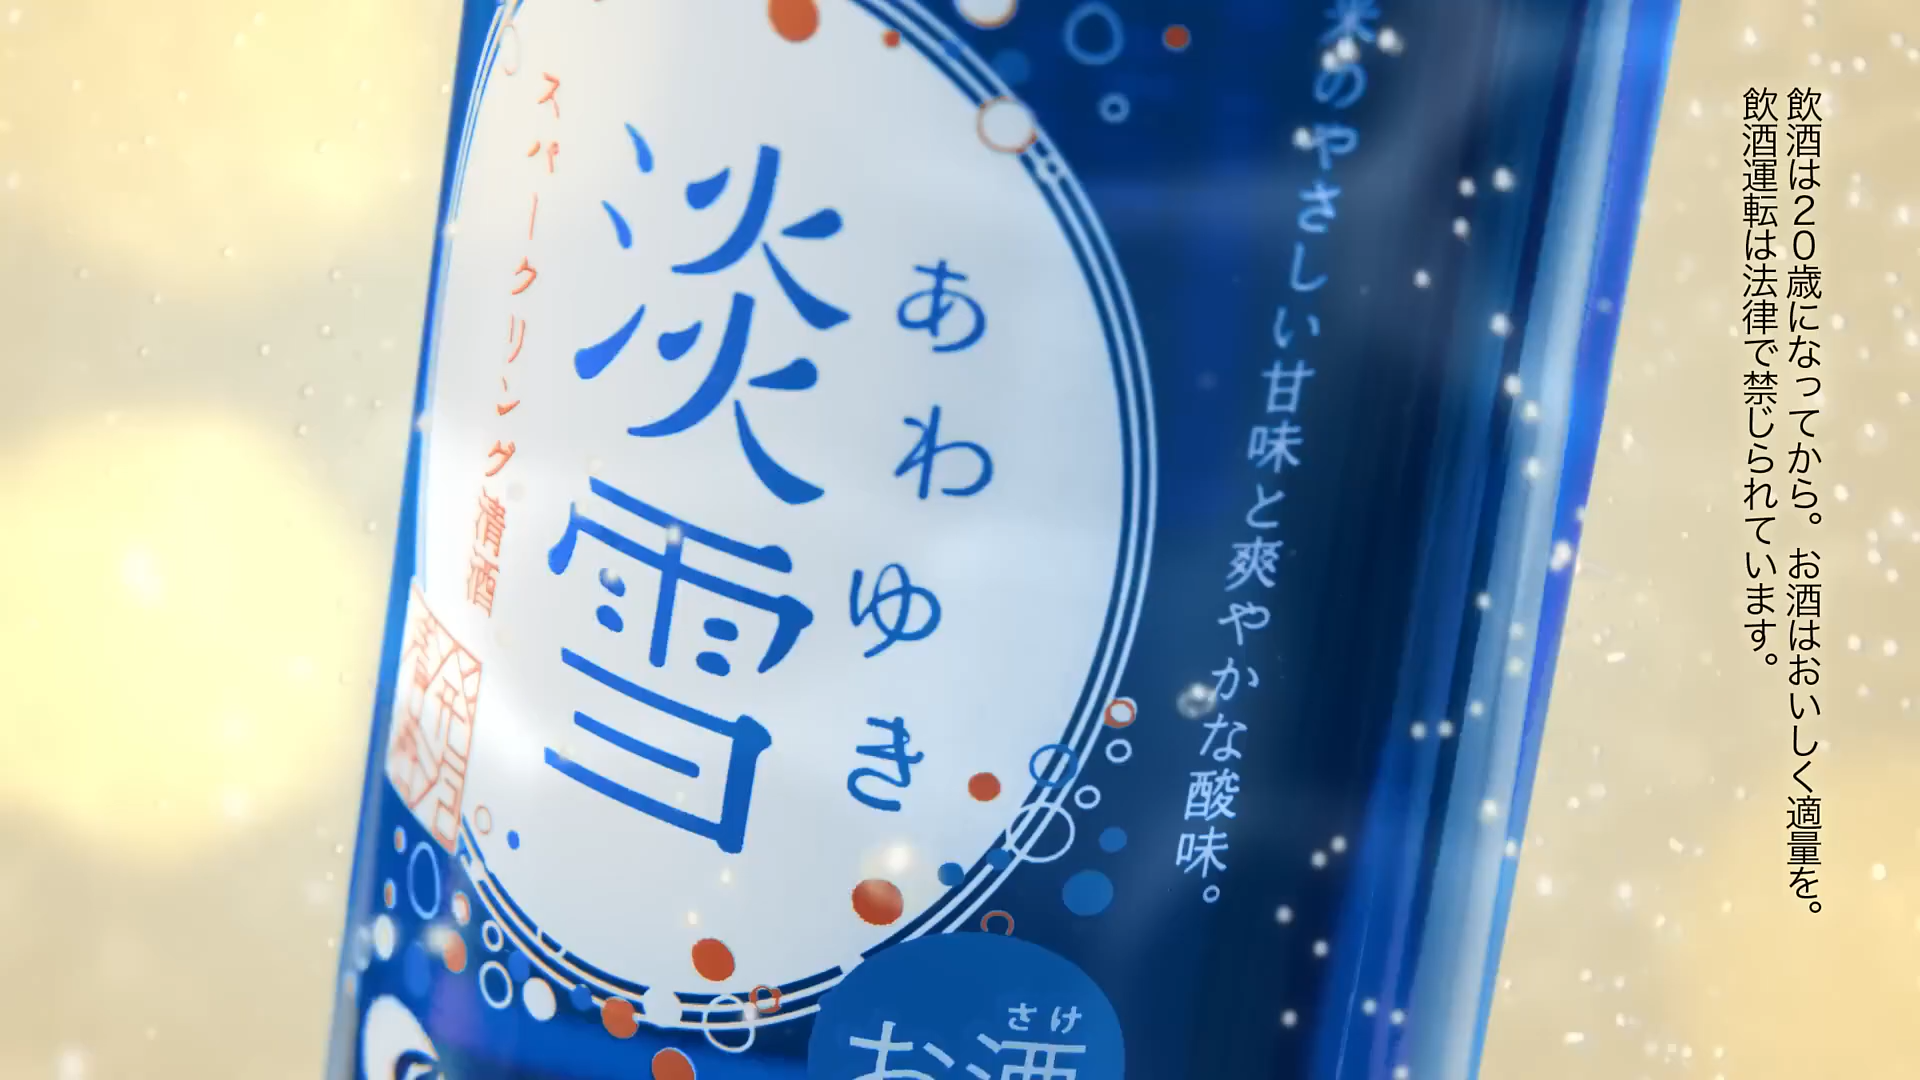 飲酒は20歳になってから。お酒はおいしく適量を。
飲酒運転は法律で禁じられています。
米のやさしい甘味と爽やかな酸味。
あわゆき
淡雪
スパークリング清酒
さけ
お酒